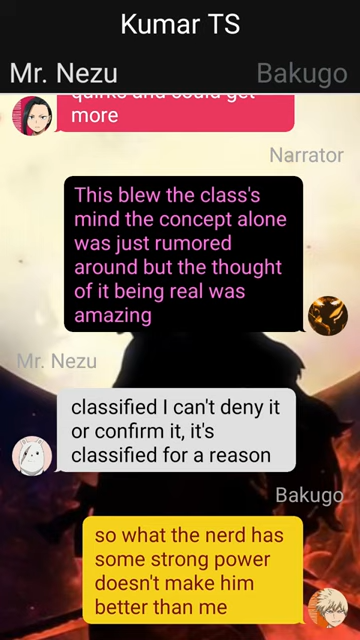 Kumar TS
Mr. Nezu
Bakugo
quirks and could get
more
Narrator
This blew the class's
mind the concept alone
was just rumored
around but the thought
of it being real was
amazing
Mr. Nezu
classified I can't deny it
or confirm it, it's
classified for a reason
Bakugo
so what the nerd has
some strong power
doesn't make him
better than me